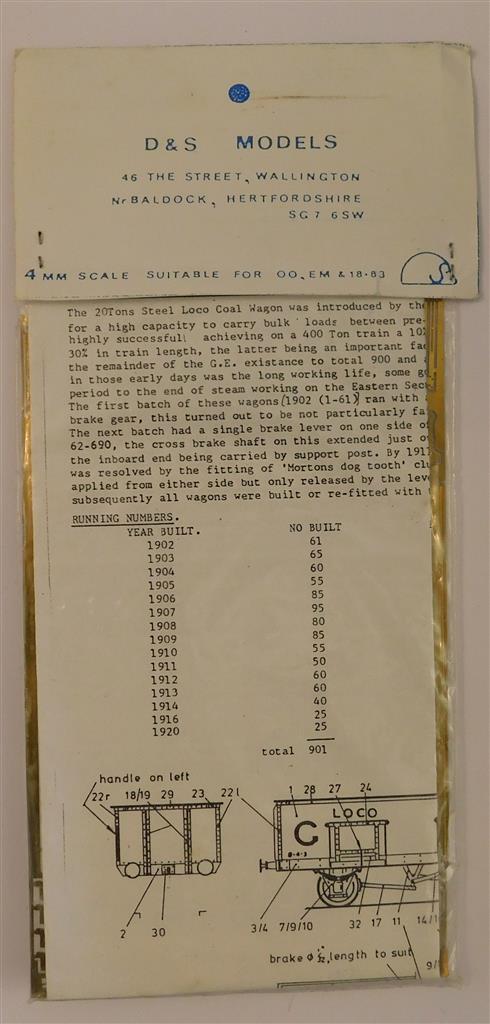 D&S MODELS
46 THE STREET, WALLINGTON
Nr BALDOCK, HERTFORDSHIRE
SG7 6SW
4MM SCALE SUITABLE FOR OO, EM & 18·83
The 20Tons Steel Loco Coal Wagon was introduced by the
for a high capacity to carry bulk loads between pre-
highly successfull achieving on a 400 Ton train a 10%
30% in train length, the latter being an important fac
the remainder of the G.E. existance to total 900 and
in those early days was the long working life, some
period to the end of steam working on the Eastern Sec
The first batch of these wagons (1902 (1-61)) ran with
brake gear, this turned out to be not particularly fa
The next batch had a single brake lever on one side
62-690, the cross brake shaft on this extended just
the inboard end being carried by support post. By 191
was resolved by the fitting of 'Mortons dog tooth' clu
applied from either side but only released by the leve
subsequently all wagons were built or re-fitted with
RUNNING NUMBERS.
YEAR BUILT. NO BUILT
1902 61
1903 65
1904 60
1905 55
1906 85
1907 95
1908 80
1909 85
1910 55
1911 50
1912 60
1913 60
1914 40
1916 25
1920 25
total 901
handle on left
22r 18/19 29 23 22l 1 28 27 24
LOCO
G
8-4-3
2 30 3/4 7/9/10 32 17 11 14/1
brake Φ ½, length to suit 9/